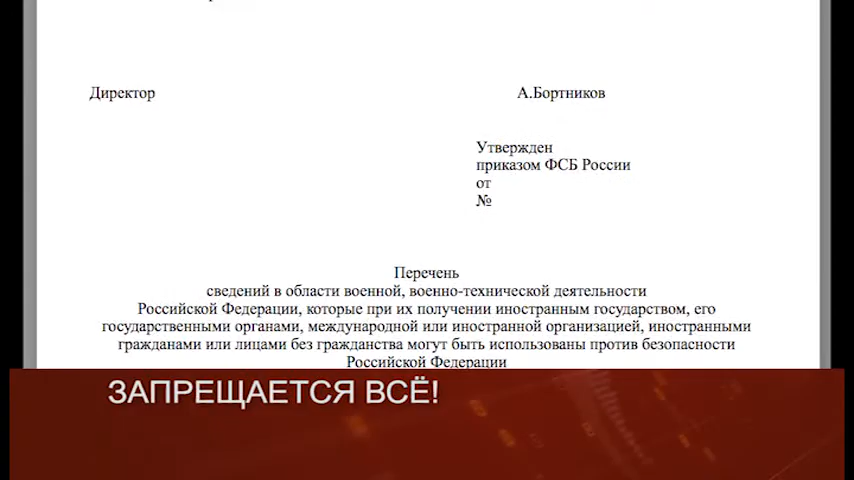 Директор А.Бортников
Утвержден
приказом ФСБ России
от
№
Перечень
сведений в области военной, военно-технической деятельности
Российской Федерации, которые при их получении иностранным государством, его
государственными органами, международной или иностранной организацией, иностранными
гражданами или лицами без гражданства могут быть использованы против безопасности
Российской Федерации
ЗАПРЕЩАЕТСЯ ВСЁ!